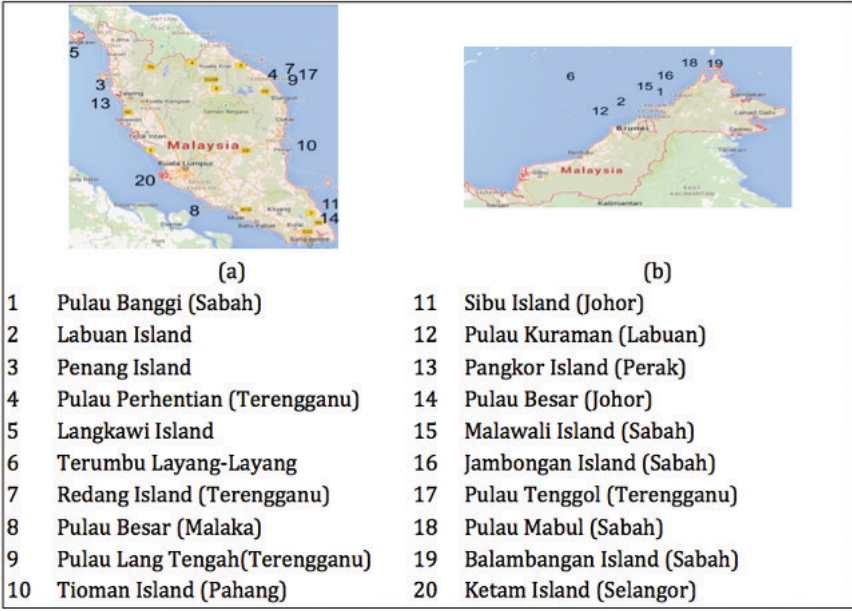 5
3
13
4
7
9
17
Malaysia
Kuala Lumpur
10
20
8
11
14
(a)
18
19
6
16
15
1
2
12
Brunei
Malaysia
Kalimantan
(b)
1 Pulau Banggi (Sabah)
2 Labuan Island
3 Penang Island
4 Pulau Perhentian (Terengganu)
5 Langkawi Island
6 Terumbu Layang-Layang
7 Redang Island (Terengganu)
8 Pulau Besar (Malaka)
9 Pulau Lang Tengah(Terengganu)
10 Tioman Island (Pahang)
11 Sibu Island (Johor)
12 Pulau Kuraman (Labuan)
13 Pangkor Island (Perak)
14 Pulau Besar (Johor)
15 Malawali Island (Sabah)
16 Jambongan Island (Sabah)
17 Pulau Tenggol (Terengganu)
18 Pulau Mabul (Sabah)
19 Balambangan Island (Sabah)
20 Ketam Island (Selangor)